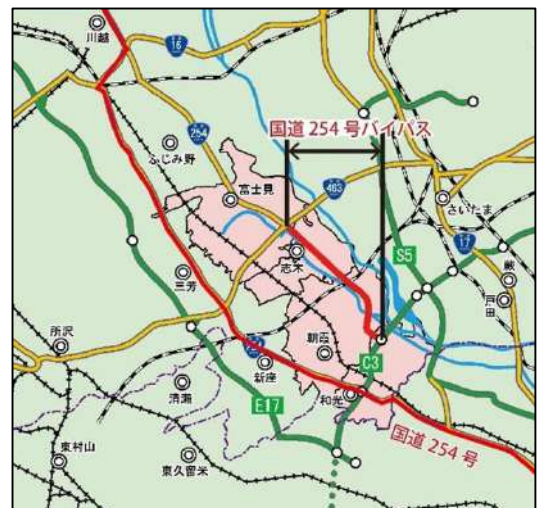 川越
16
254
国道254号バイパス
ふじみ野
富士見
463
さいたま
志木
S5
17
蕨
戸田
三芳
所沢
朝霞
新座
C3
清瀬
E17
和光
国道254号
東村山
東久留米